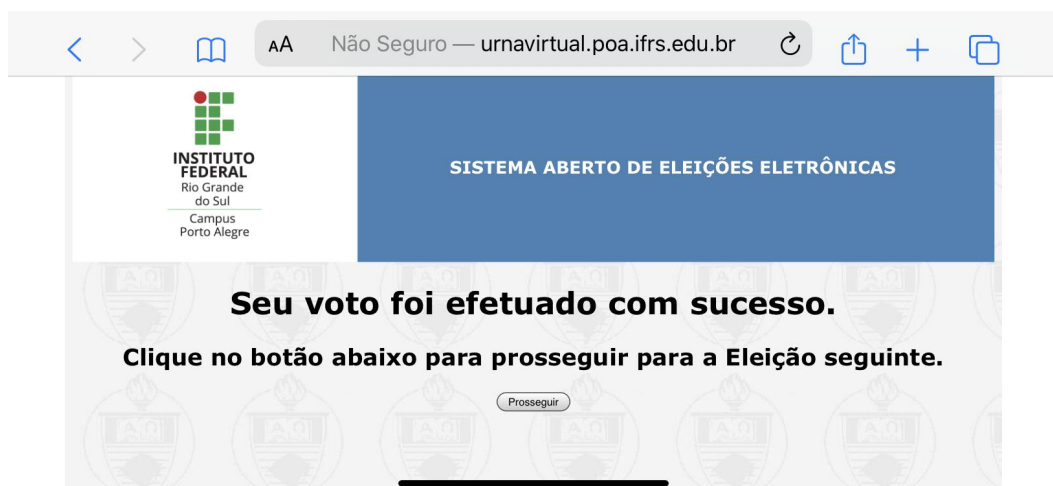 AA Não Seguro — urnavirtual.poa.ifrs.edu.br
INSTITUTO
FEDERAL
Rio Grande
do Sul
Campus
Porto Alegre
SISTEMA ABERTO DE ELEIÇÕES ELETRÔNICAS
Seu voto foi efetuado com sucesso.
Clique no botão abaixo para prosseguir para a Eleição seguinte.
Prosseguir